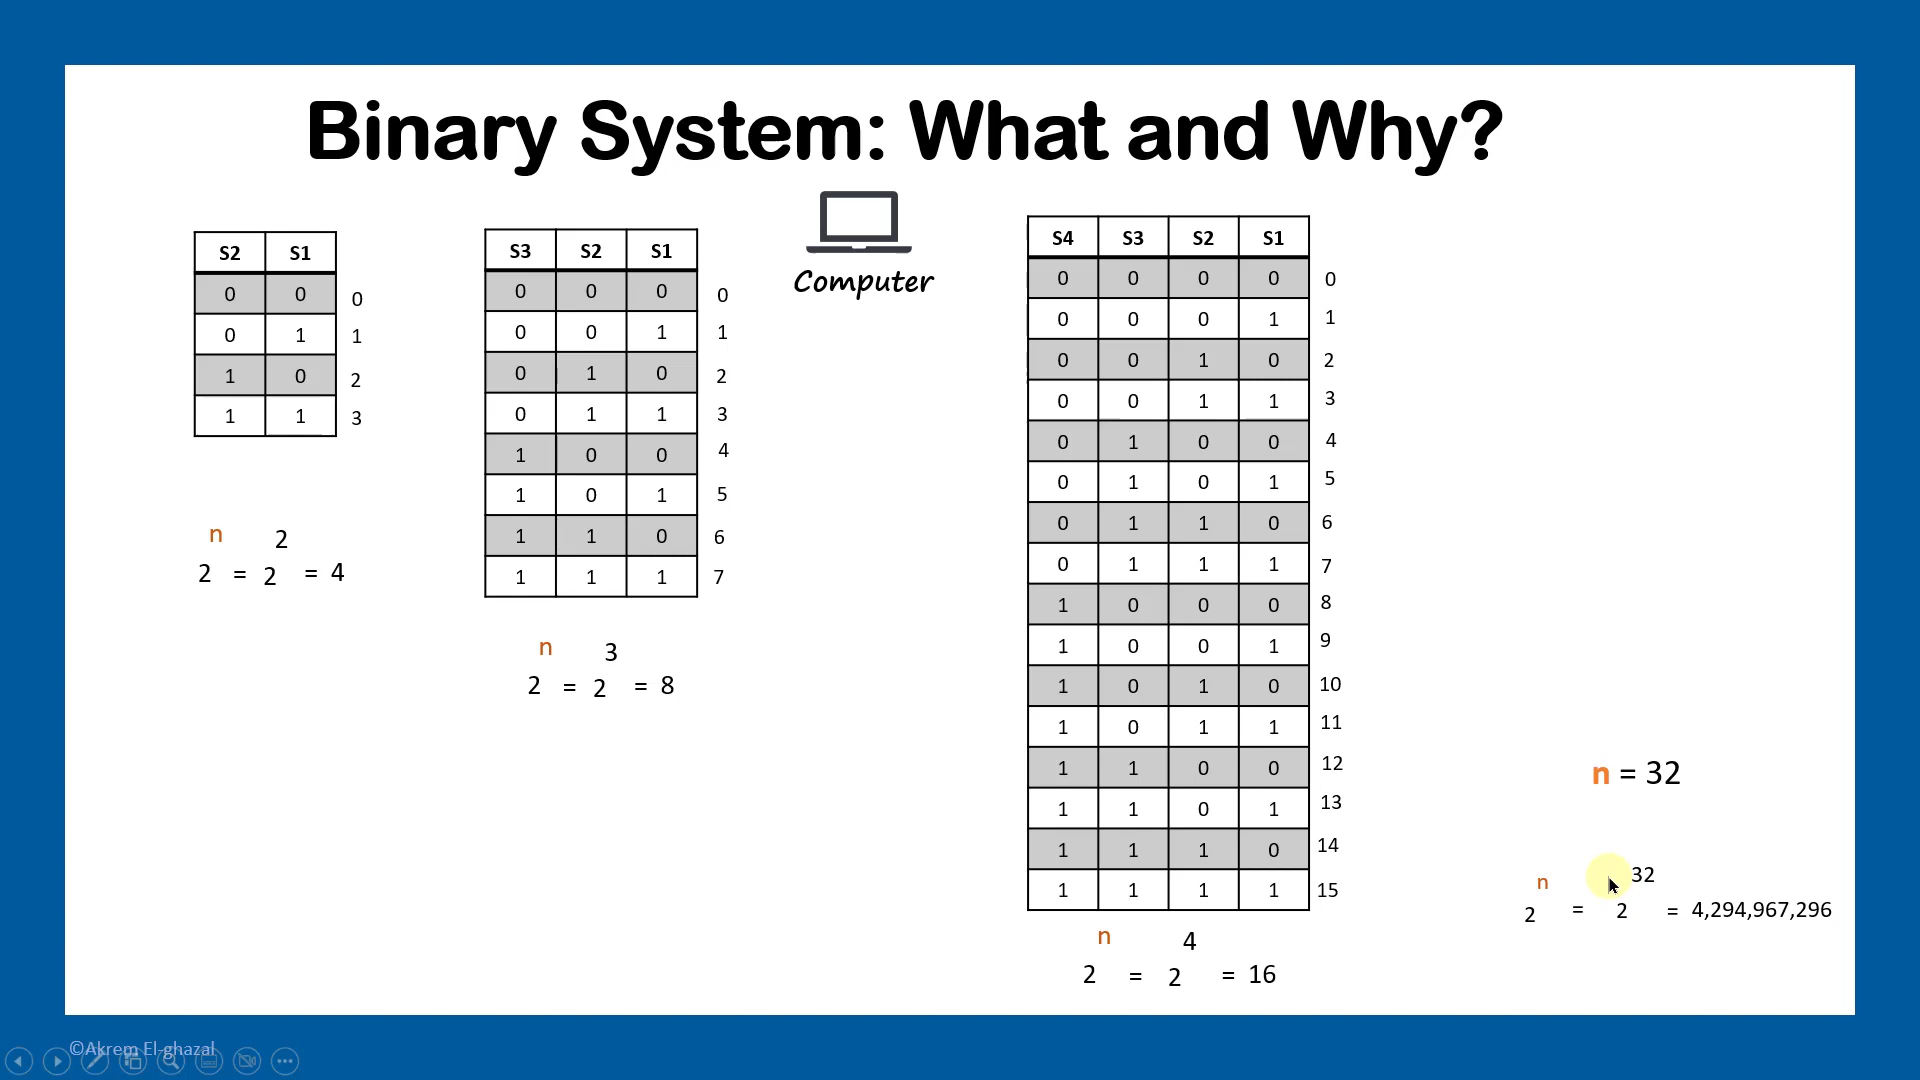 Binary System: What and Why?
Computer
S2 S1
0 0 0
0 1 1
1 0 2
1 1 3
n 2
2 = 2 = 4
S3 S2 S1
0 0 0 0
0 0 1 1
0 1 0 2
0 1 1 3
1 0 0 4
1 0 1 5
1 1 0 6
1 1 1 7
n 3
2 = 2 = 8
S4 S3 S2 S1
0 0 0 0 0
0 0 0 1 1
0 0 1 0 2
0 0 1 1 3
0 1 0 0 4
0 1 0 1 5
0 1 1 0 6
0 1 1 1 7
1 0 0 0 8
1 0 0 1 9
1 0 1 0 10
1 0 1 1 11
1 1 0 0 12
1 1 0 1 13
1 1 1 0 14
1 1 1 1 15
n 4
2 = 2 = 16
n = 32
n 32
2 = 2 = 4,294,967,296
©Akrem El-ghazal